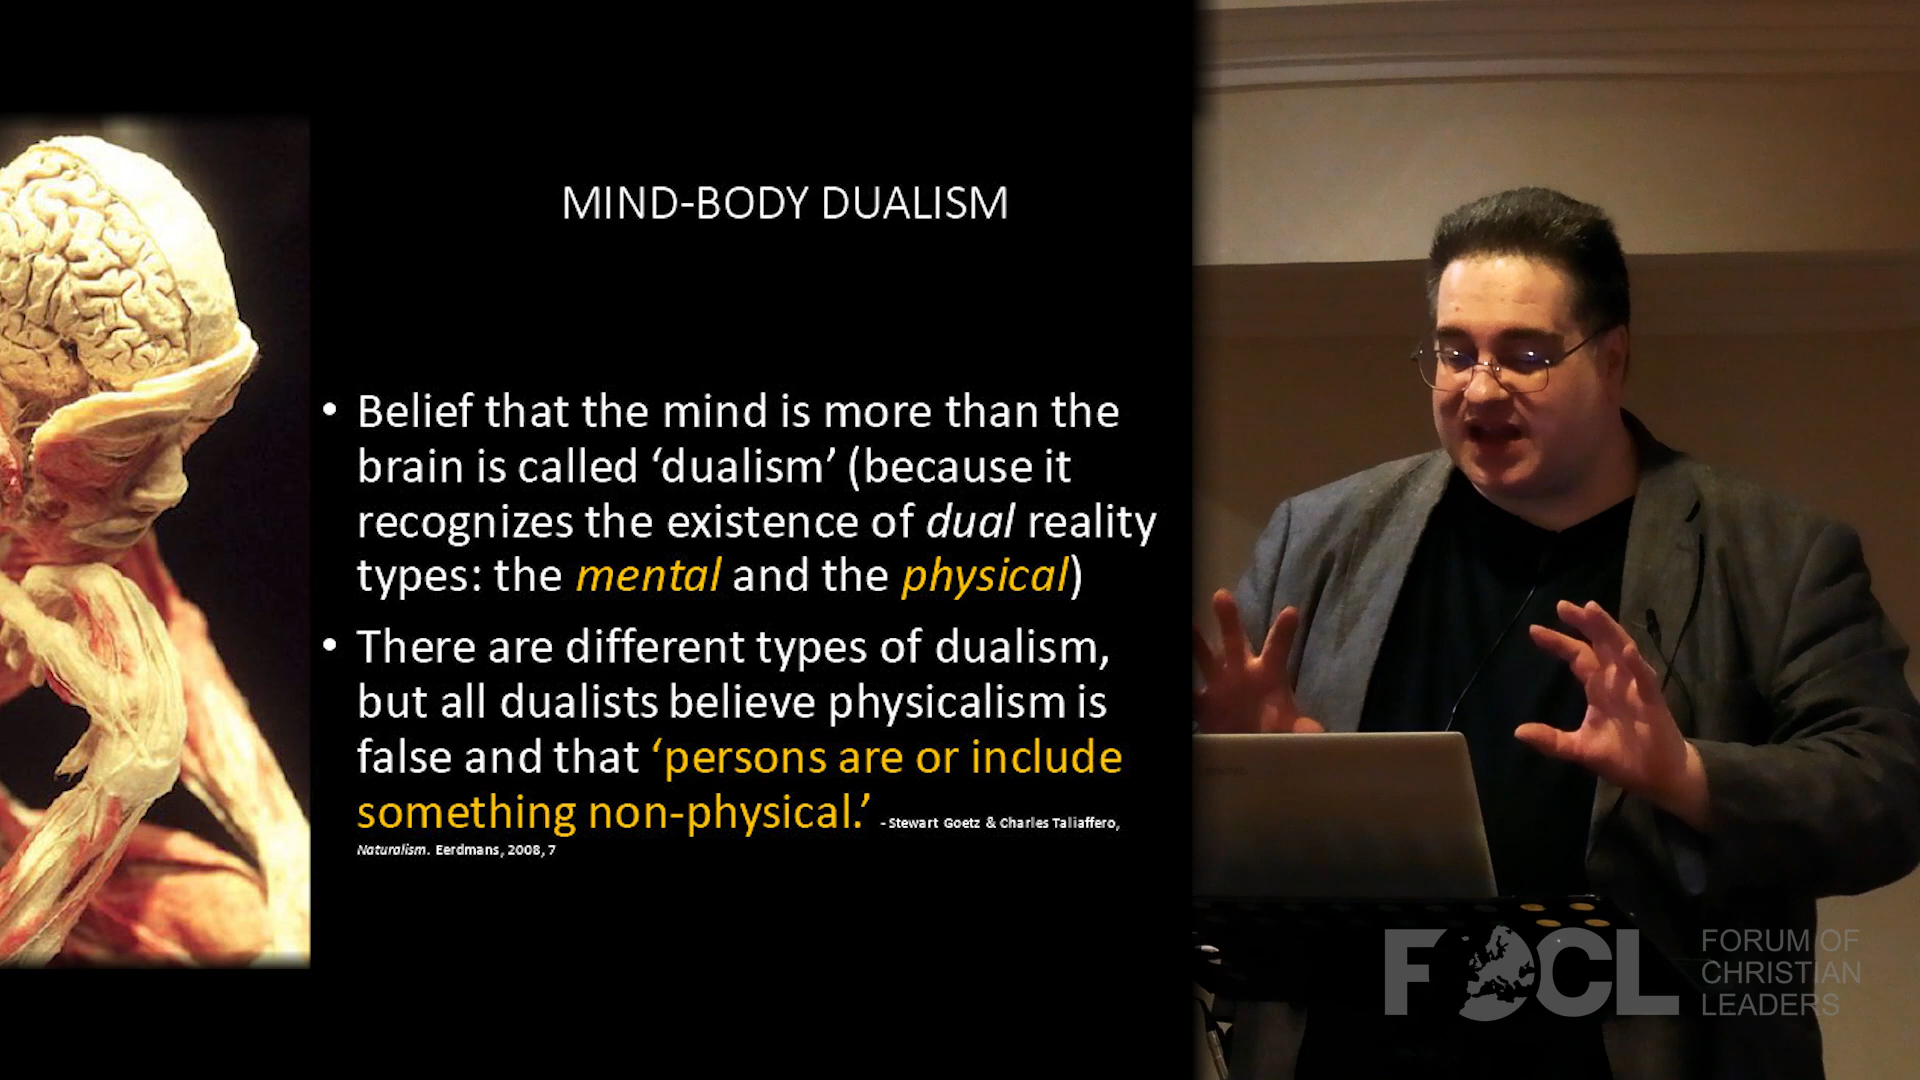 MIND-BODY DUALISM
• Belief that the mind is more than the
brain is called ‘dualism’ (because it
recognizes the existence of dual reality
types: the mental and the physical)
• There are different types of dualism,
but all dualists believe physicalism is
false and that ‘persons are or include
something non-physical.’ - Stewart Goetz & Charles Taliaffero,
Naturalism. Eerdmans, 2008, 7
FOCL
FORUM OF
CHRISTIAN
LEADERS